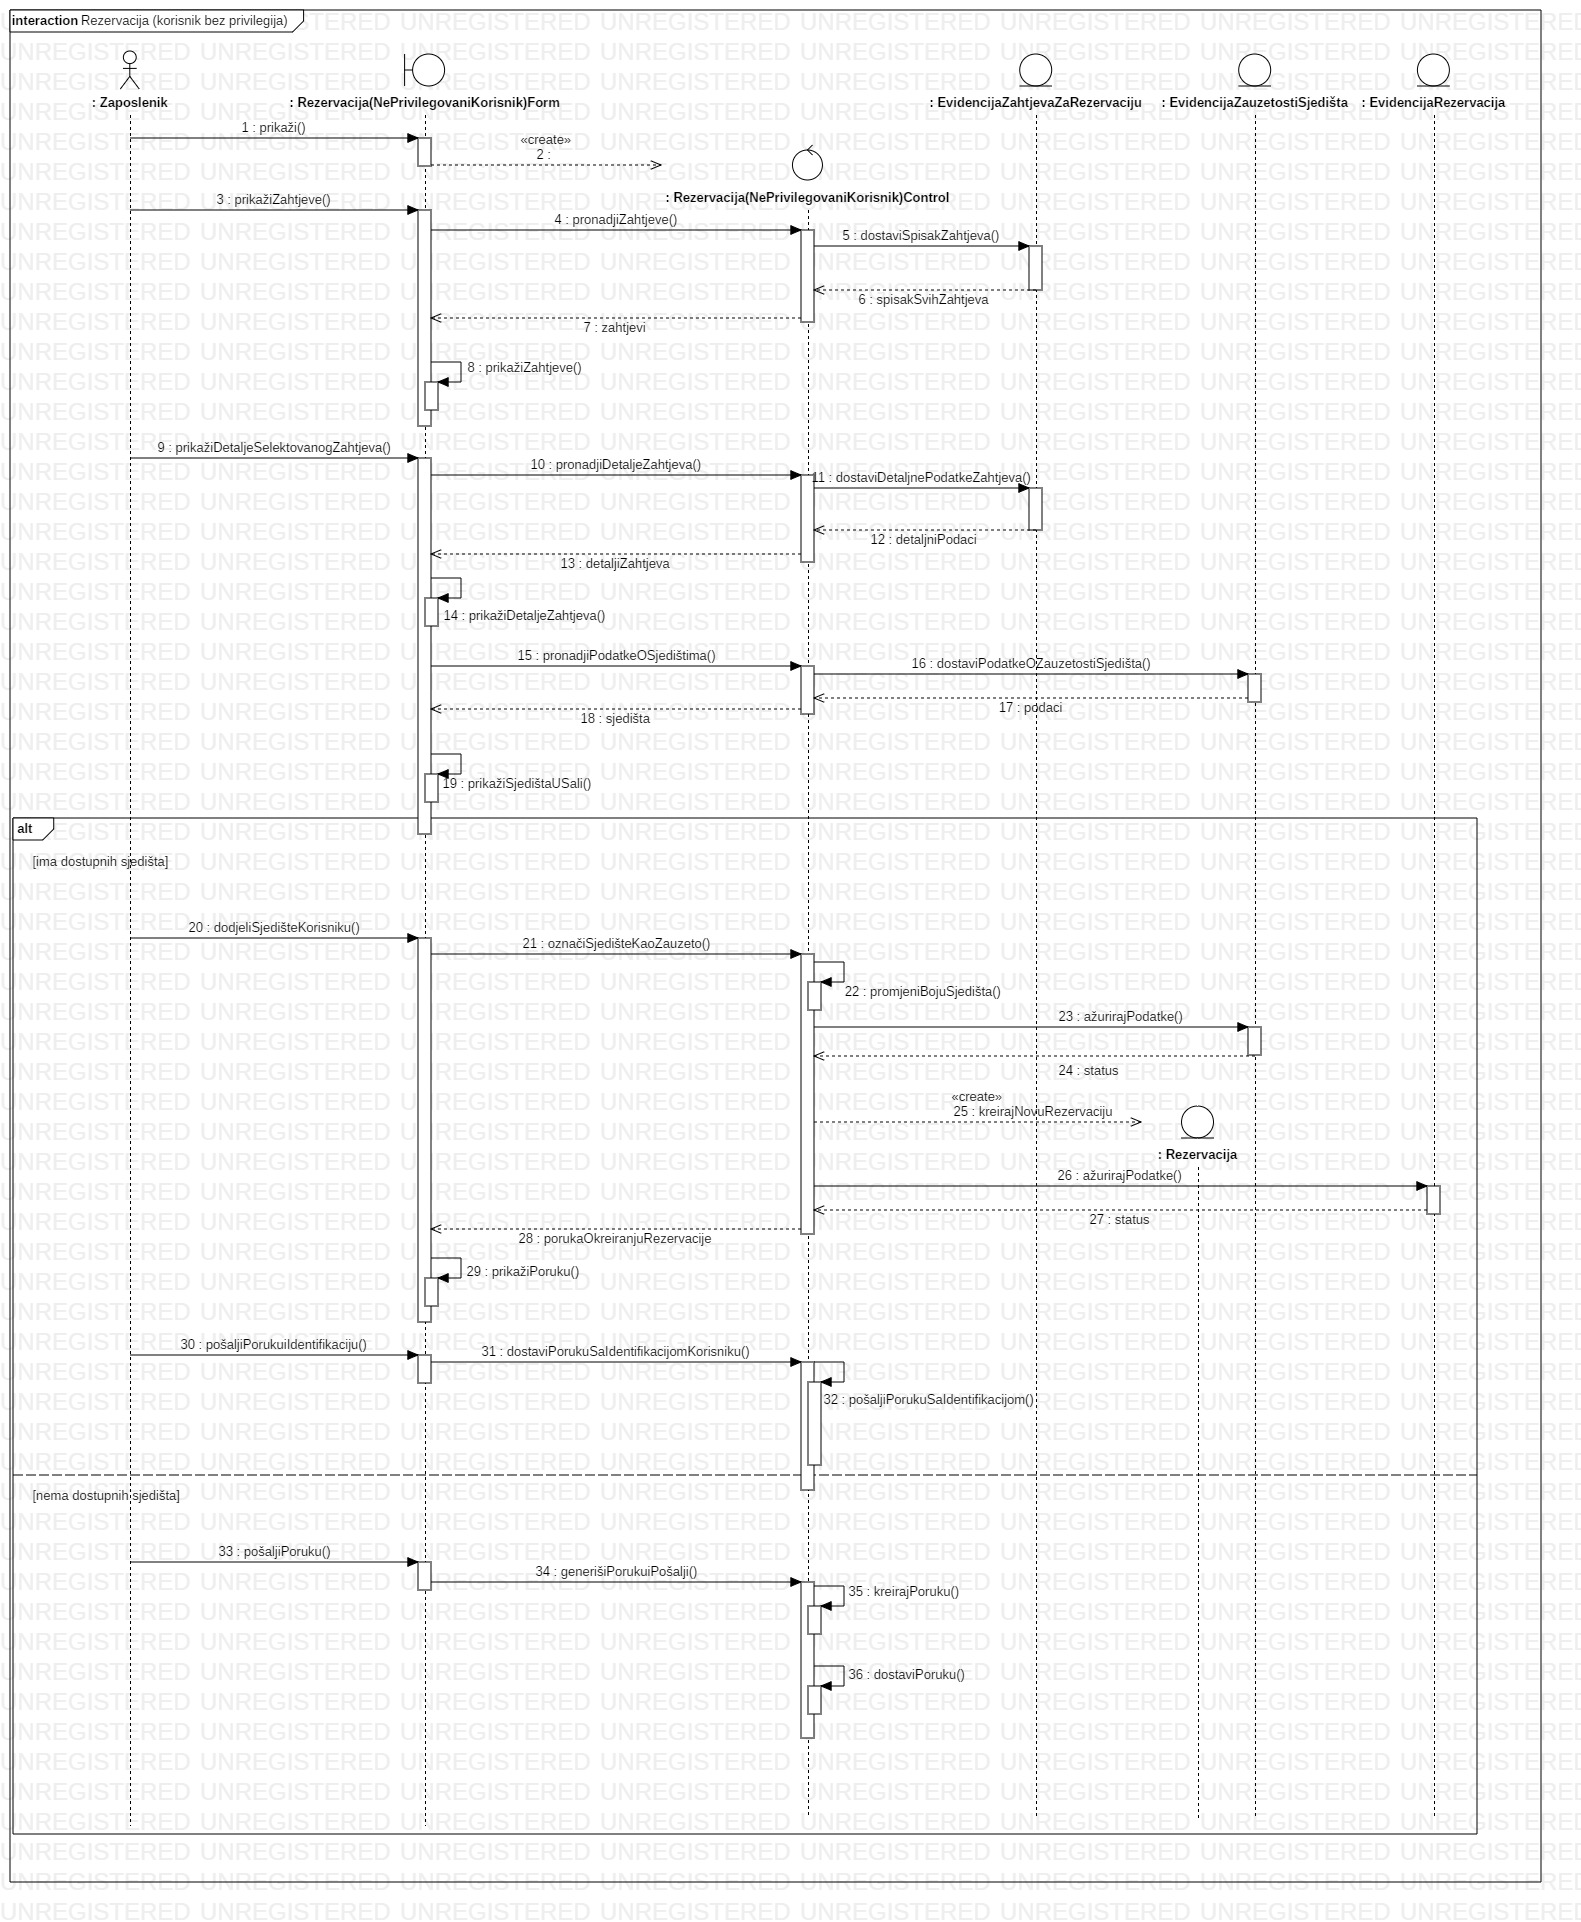 interaction Rezervacija (korisnik bez privilegija)
: Zaposlenik
: Rezervacija(NePrivilegovaniKorisnik)Form
: EvidencijaZahtjevaZaRezervaciju
: EvidencijaZauzetostiSjedišta
: EvidencijaRezervacija
1 : prikaži()
«create»
2 :
: Rezervacija(NePrivilegovaniKorisnik)Control
3 : prikažiZahtjeve()
4 : pronadjiZahtjeve()
5 : dostaviSpisakZahtjeva()
6 : spisakSvihZahtjeva
7 : zahtjevi
8 : prikažiZahtjeve()
9 : prikažiDetaljeSelektovanogZahtjeva()
10 : pronadjiDetaljeZahtjeva()
11 : dostaviDetaljnePodatkeZahtjeva()
12 : detaljniPodaci
13 : detaljiZahtjeva
14 : prikažiDetaljeZahtjeva()
15 : pronadjiPodatkeOSjedištima()
16 : dostaviPodatkeOZauzetostiSjedišta()
17 : podaci
18 : sjedišta
19 : prikažiSjedištaUSali()
alt
[ima dostupnih sjedišta]
20 : dodjeliSjedišteKorisniku()
21 : označiSjedišteKaoZauzeto()
22 : promjeniBojuSjedišta()
23 : ažurirajPodatke()
24 : status
«create»
25 : kreirajNovuRezervaciju
: Rezervacija
26 : ažurirajPodatke()
27 : status
28 : porukaOkreiranjuRezervacije
29 : prikažiPoruku()
30 : pošaljiPorukuiIdentifikaciju()
31 : dostaviPorukuSaIdentifikacijomKorisniku()
32 : pošaljiPorukuSaIdentifikacijom()
[nema dostupnih sjedišta]
33 : pošaljiPoruku()
34 : generišiPorukuiPošalji()
35 : kreirajPoruku()
36 : dostaviPoruku()
UNREGISTERED